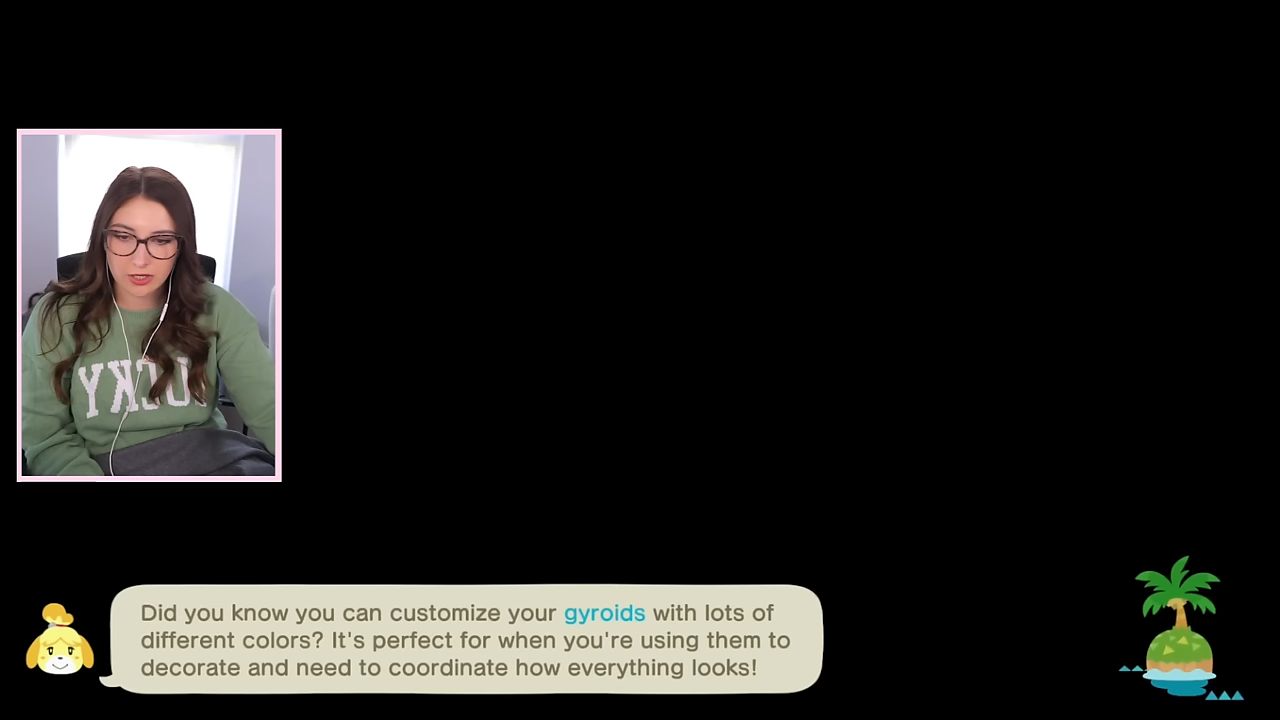 UCKY
Did you know you can customize your gyroids with lots of
different colors? It's perfect for when you're using them to
decorate and need to coordinate how everything looks!